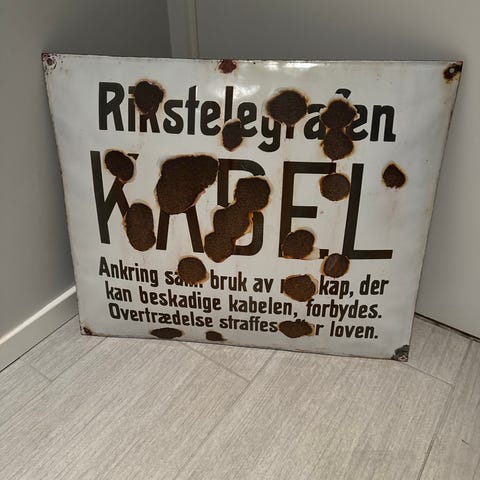 Rikstelegrafen
KABEL
Ankring samt bruk av der
kan beskadige kabelen, forbydes.
Overtrædelse straffes loven.